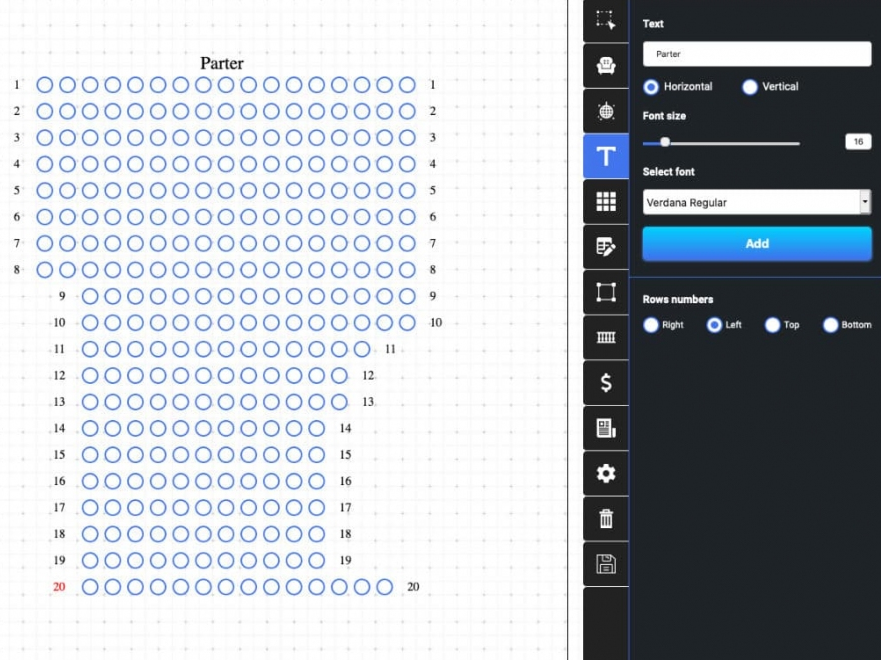 Parter
1 1
2 2
3 3
4 4
5 5
6 6
7 7
8 8
9 9
10 10
11 11
12 12
13 13
14 14
15 15
16 16
17 17
18 18
19 19
20 20
T
$
Text
Parter
Horizontal Vertical
Font size
16
Select font
Verdana Regular
Add
Rows numbers
Right Left Top Bottom